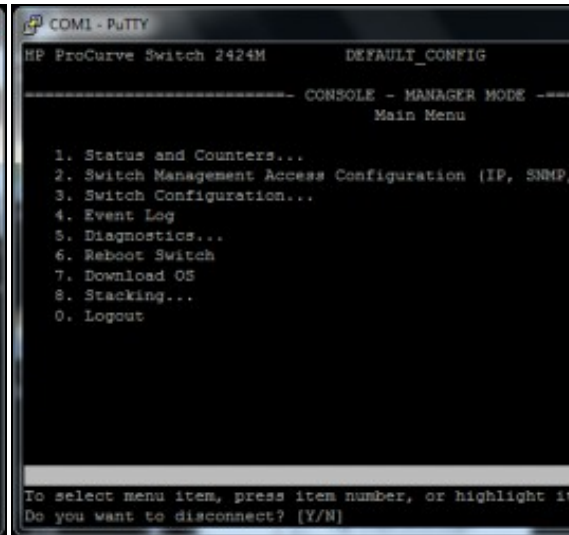 COM1 - PuTTY
HP ProCurve Switch 2424M DEFAULT_CONFIG
===========================- CONSOLE - MANAGER MODE -===
Main Menu
1. Status and Counters...
2. Switch Management Access Configuration (IP, SNMP,
3. Switch Configuration...
4. Event Log
5. Diagnostics...
6. Reboot Switch
7. Download OS
8. Stacking...
0. Logout
To select menu item, press item number, or highlight it
Do you want to disconnect? [Y/N]